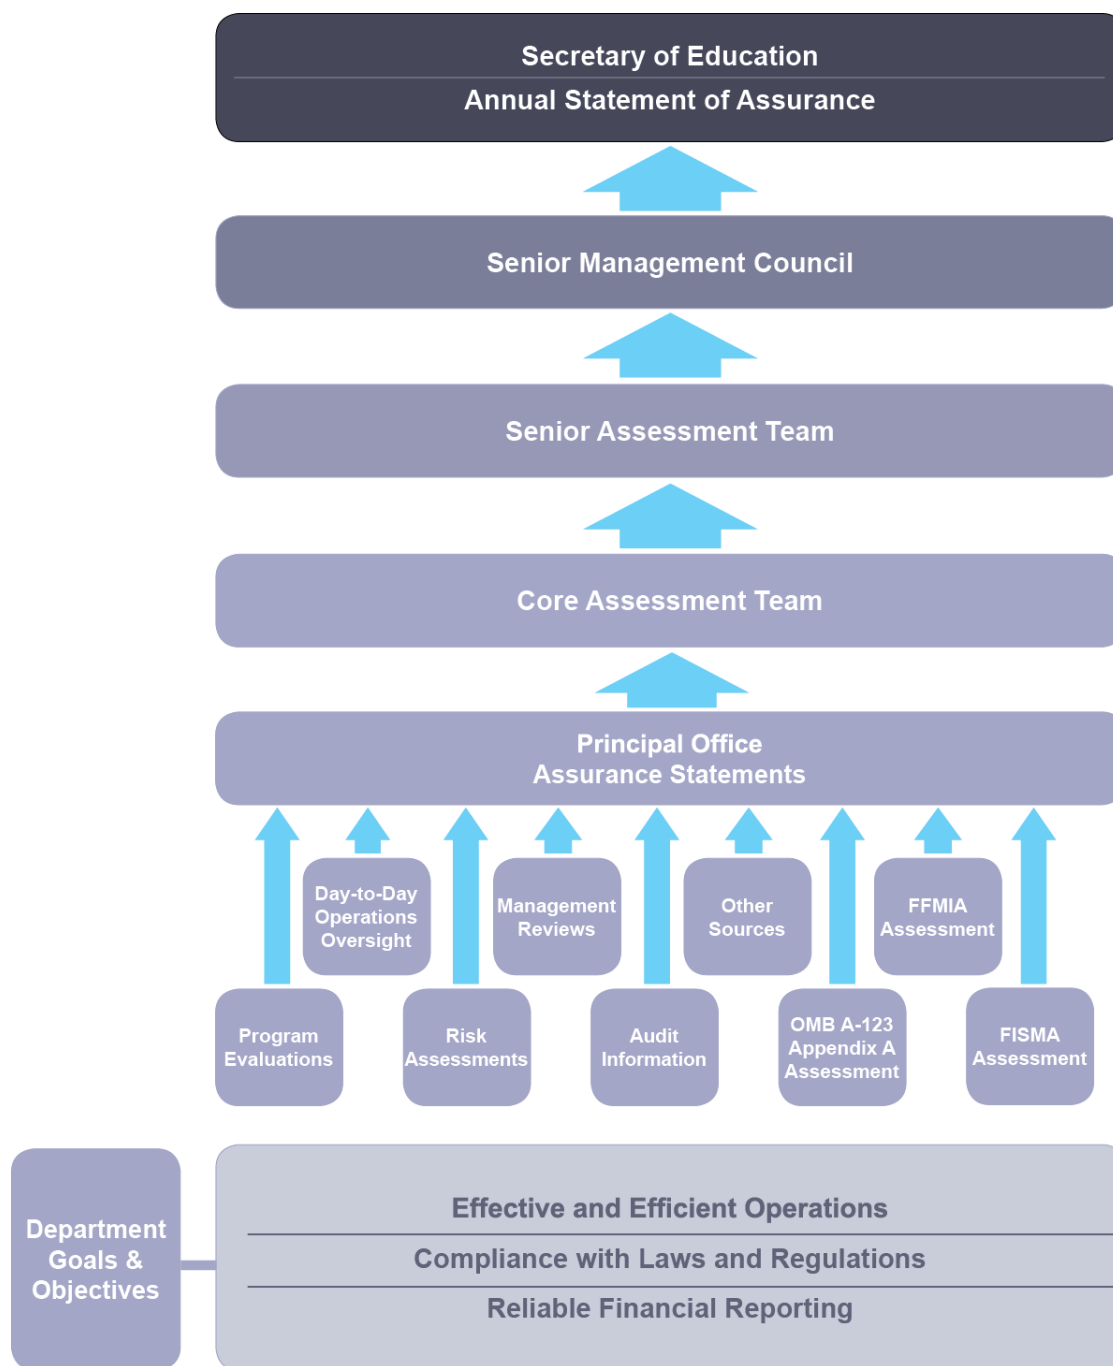 Secretary of Education
Annual Statement of Assurance
Senior Management Council
Senior Assessment Team
Core Assessment Team
Principal Office
Assurance Statements
Day-to-Day
Operations
Oversight
Management
Reviews
Other
Sources
FFMIA
Assessment
Program
Evaluations
Risk
Assessments
Audit
Information
OMB A-123
Appendix A
Assessment
FISMA
Assessment
Department
Goals &
Objectives
Effective and Efficient Operations
Compliance with Laws and Regulations
Reliable Financial Reporting